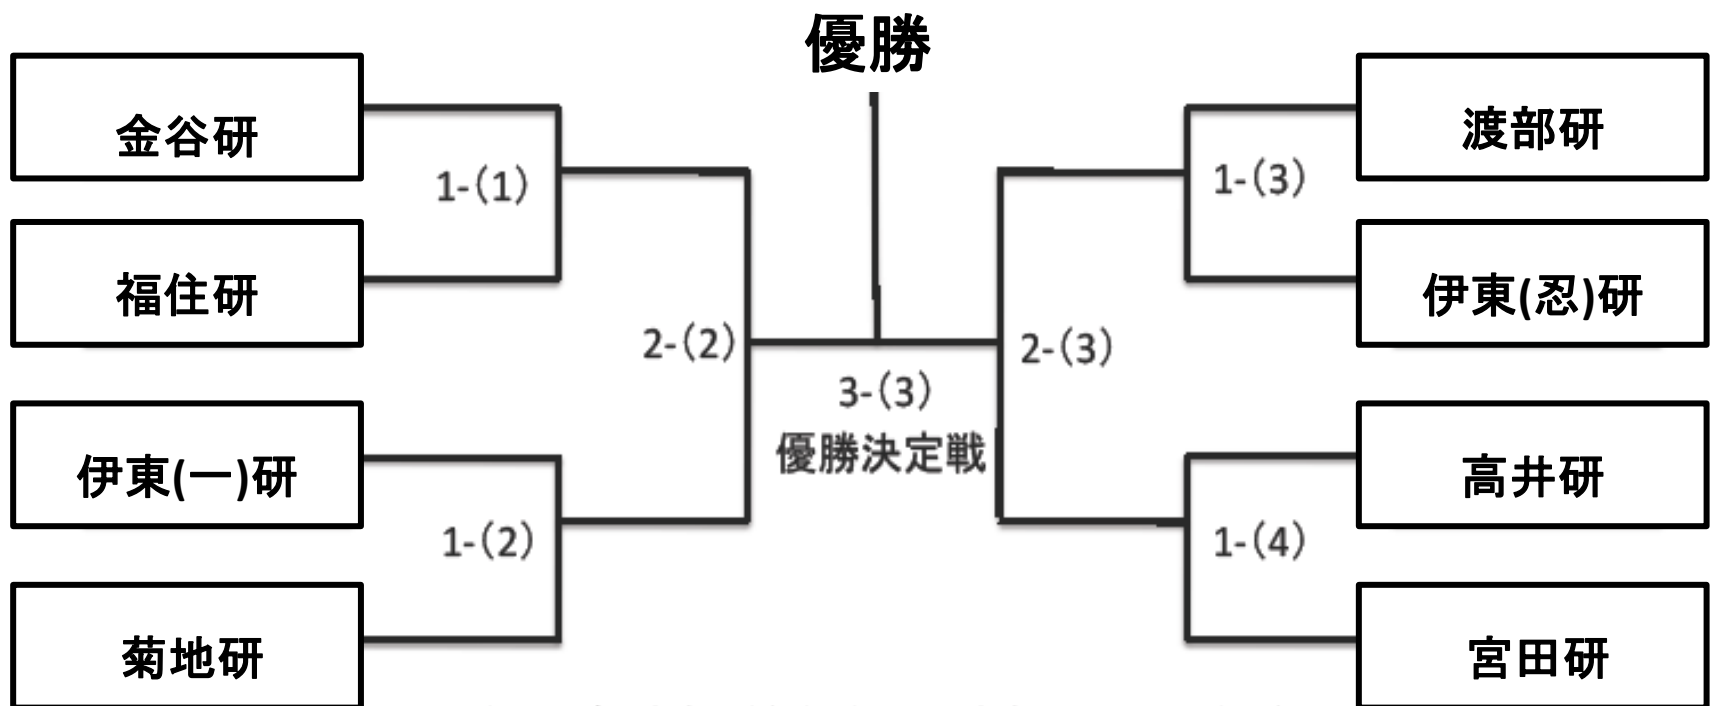 優勝
金谷研
1-(1)
福住研
2-(2)
伊東(一)研
1-(2)
菊地研
3-(3)
優勝決定戦
渡部研
1-(3)
伊東(忍)研
2-(3)
高井研
1-(4)
宮田研